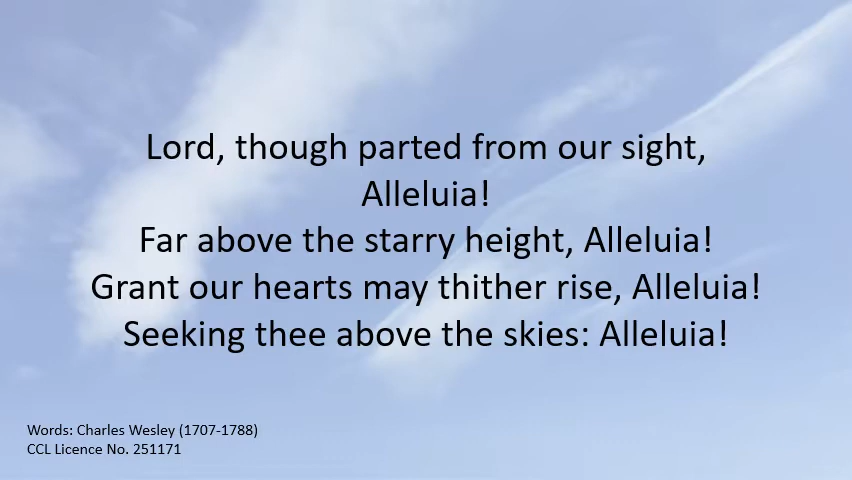 Lord, though parted from our sight,
Alleluia!
Far above the starry height, Alleluia!
Grant our hearts may thither rise, Alleluia!
Seeking thee above the skies: Alleluia!
Words: Charles Wesley (1707-1788)
CCL Licence No. 251171